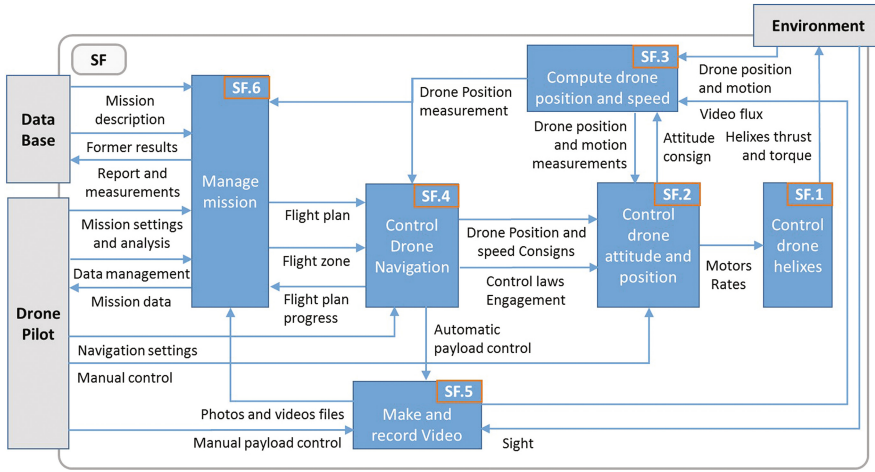 Environment
SF
SF.3
Compute drone
position and speed
Drone position
and motion
SF.6
Manage
mission
Data
Base
Mission
description
Former results
Report and
measurements
Drone Position
measurement
Drone position
and motion
measurements
Attitude
consign
Video flux
Helixes thrust
and torque
Drone
Pilot
Mission settings
and analysis
Data management
Mission data
Flight plan
Flight zone
Flight plan
progress
SF.4
Control
Drone
Navigation
Drone Position and
speed Consigns
Control laws
Engagement
SF.2
Control
drone
attitude and
position
Motors
Rates
SF.1
Control
drone
helixes
Navigation settings
Manual control
Automatic
payload control
Photos and videos files
Manual payload control
SF.5
Make and
record Video
Sight